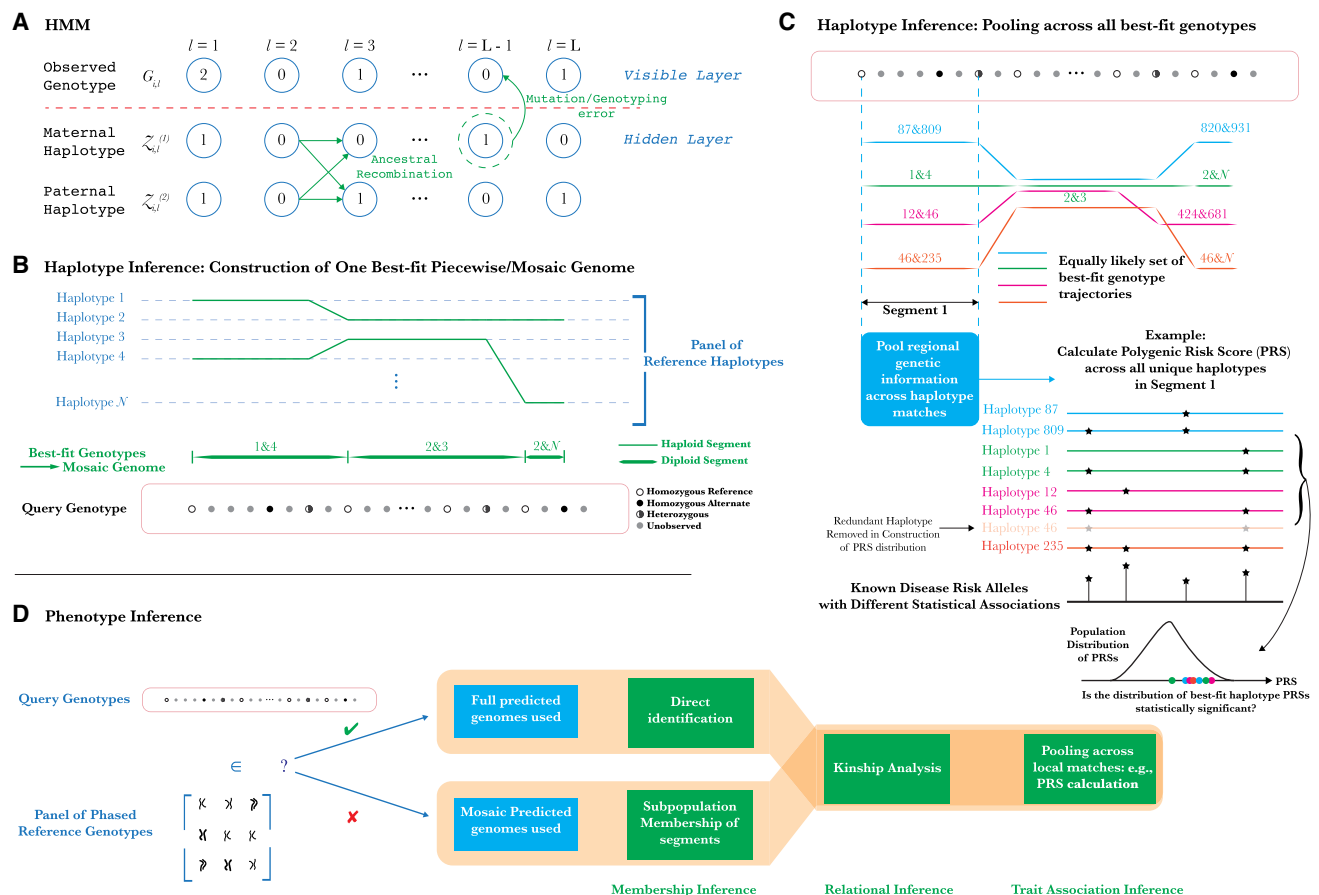 A HMM
l = 1 l = 2 l = 3 l = L - 1 l = L
Observed
Genotype
G i,l
2 0 1 ... 0 1
Visible Layer
Mutation/Genotyping
error
Maternal
Haplotype
Z i,l (1)
1 0 0 ... 1 0
Hidden Layer
Ancestral
Recombination
Paternal
Haplotype
Z i,l (2)
1 0 1 ... 0 1
B Haplotype Inference: Construction of One Best-fit Piecewise/Mosaic Genome
Haplotype 1
Haplotype 2
Haplotype 3
Haplotype 4
Haplotype N
Panel of
Reference Haplotypes
Best-fit Genotypes
Mosaic Genome
1&4 2&3 2&N
Haploid Segment
Diploid Segment
Query Genotype
...
Homozygous Reference
Homozygous Alternate
Heterozygous
Unobserved
C Haplotype Inference: Pooling across all best-fit genotypes
...
87&809 820&931
1&4 2&N
2&3
12&46 424&681
46&235 46&N
Equally likely set of
best-fit genotype
trajectories
Segment 1
Pool regional
genetic
information
across haplotype
matches
Example:
Calculate Polygenic Risk Score (PRS)
across all unique haplotypes
in Segment 1
Haplotype 87
Haplotype 809
Haplotype 1
Haplotype 4
Haplotype 12
Haplotype 46
Haplotype 46
Haplotype 235
Redundant Haplotype
Removed in Construction
of PRS distribution
Known Disease Risk Alleles
with Different Statistical Associations
Population
Distribution
of PRSs
PRS
Is the distribution of best-fit haplotype PRSs
statistically significant?
D Phenotype Inference
Query Genotypes
...
∈ ?
✔
✘
Panel of Phased
Reference Genotypes
Full predicted
genomes used
Direct
identification
Mosaic Predicted
genomes used
Subpopulation
Membership of
segments
Kinship Analysis
Pooling across
local matches: e.g.,
PRS calculation
Membership Inference Relational Inference Trait Association Inference